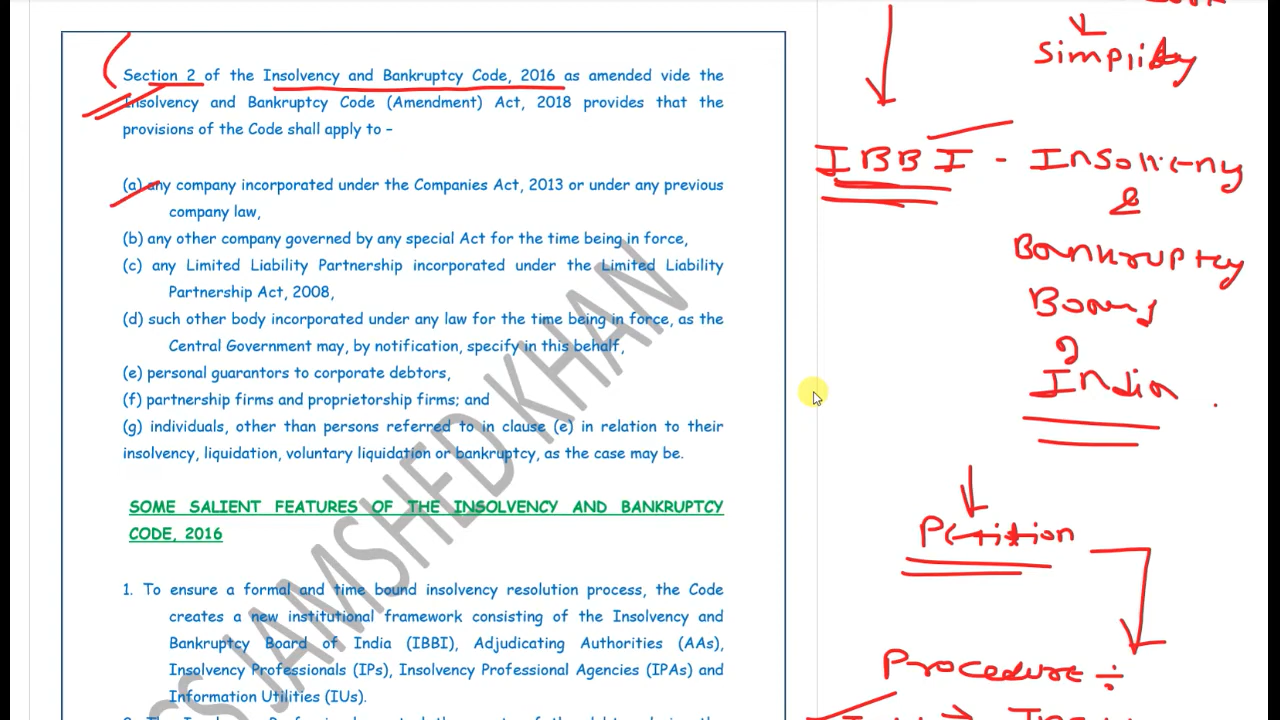 Section 2 of the Insolvency and Bankruptcy Code, 2016 as amended vide the
Insolvency and Bankruptcy Code (Amendment) Act, 2018 provides that the
provisions of the Code shall apply to –
(a) any company incorporated under the Companies Act, 2013 or under any previous
company law,
(b) any other company governed by any special Act for the time being in force,
(c) any Limited Liability Partnership incorporated under the Limited Liability
Partnership Act, 2008,
(d) such other body incorporated under any law for the time being in force, as the
Central Government may, by notification, specify in this behalf,
(e) personal guarantors to corporate debtors,
(f) partnership firms and proprietorship firms; and
(g) individuals, other than persons referred to in clause (e) in relation to their
insolvency, liquidation, voluntary liquidation or bankruptcy, as the case may be.
SOME SALIENT FEATURES OF THE INSOLVENCY AND BANKRUPTCY
CODE, 2016
1. To ensure a formal and time bound insolvency resolution process, the Code
creates a new institutional framework consisting of the Insolvency and
Bankruptcy Board of India (IBBI), Adjudicating Authorities (AAs),
Insolvency Professionals (IPs), Insolvency Professional Agencies (IPAs) and
Information Utilities (IUs).
CS JAMSHED KHAN
IBBI - Insolvency
&
Bankruptcy
Board
of
India
Petition
Procedure ÷